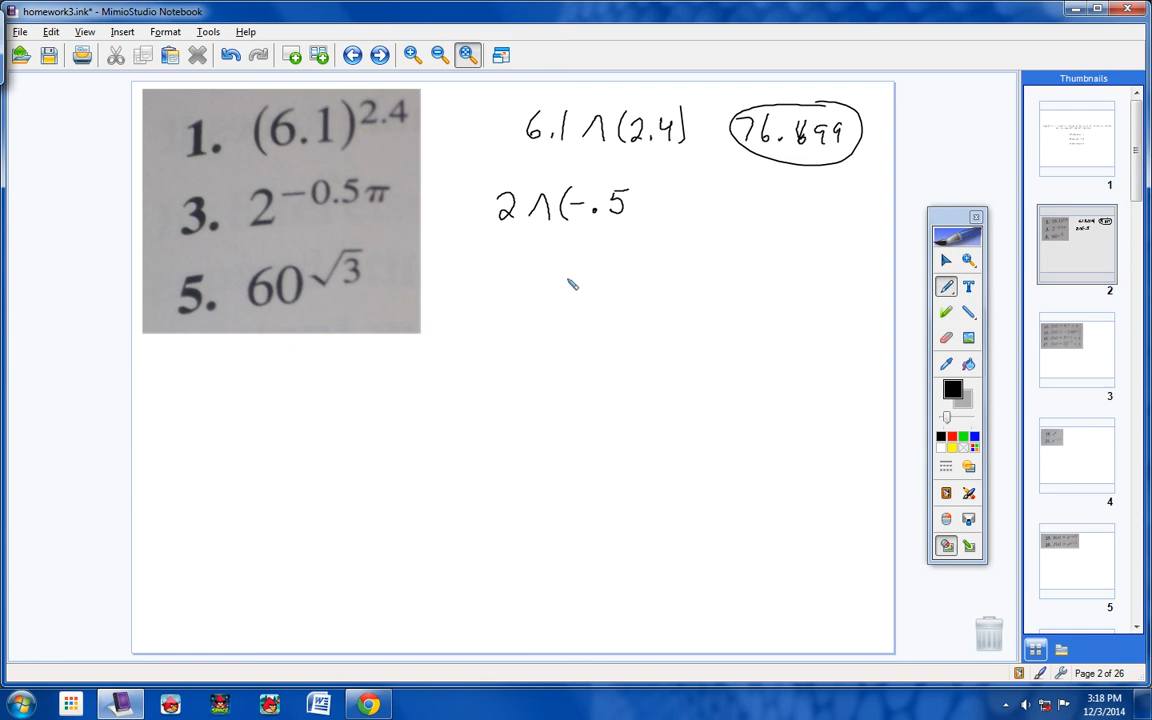 homework3.ink* - MimioStudio Notebook
File Edit View Insert Format Tools Help
Thumbnails
1. (6.1)^2.4
6.1 ∧ (2.4) 76.899
3. 2^−0.5π
2 ∧(-.5
5. 60^√3
1
2
3
4
5
Page 2 of 26
3:18 PM
12/3/2014